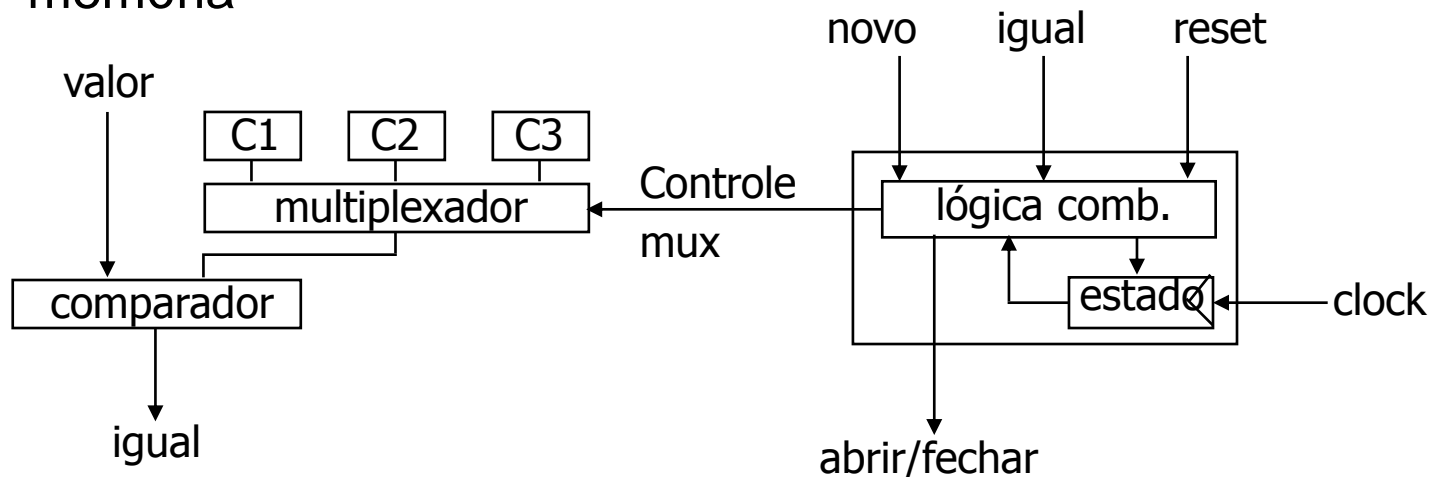 memória
novo igual reset
valor
C1 C2 C3
Controle
mux
multiplexador
lógica comb.
comparador
estado
clock
igual
abrir/fechar